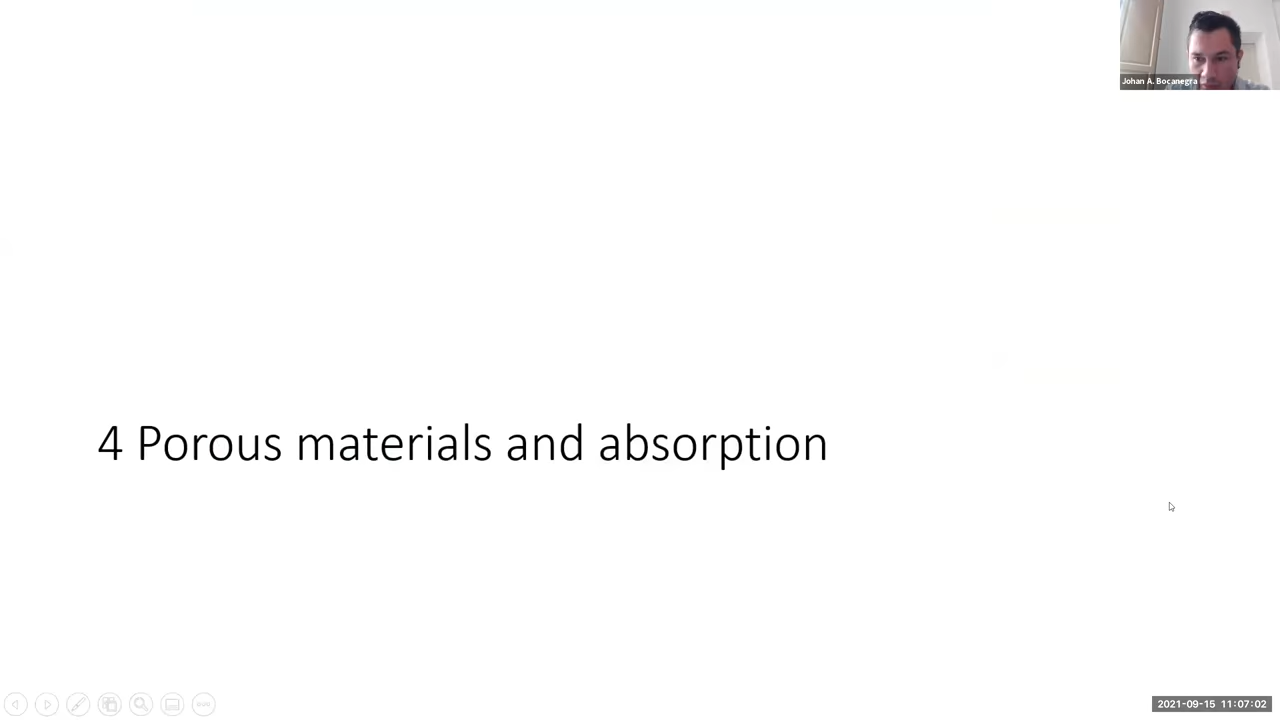 Johan A. Bocanegra
4 Porous materials and absorption
2021-09-15 11:07:02